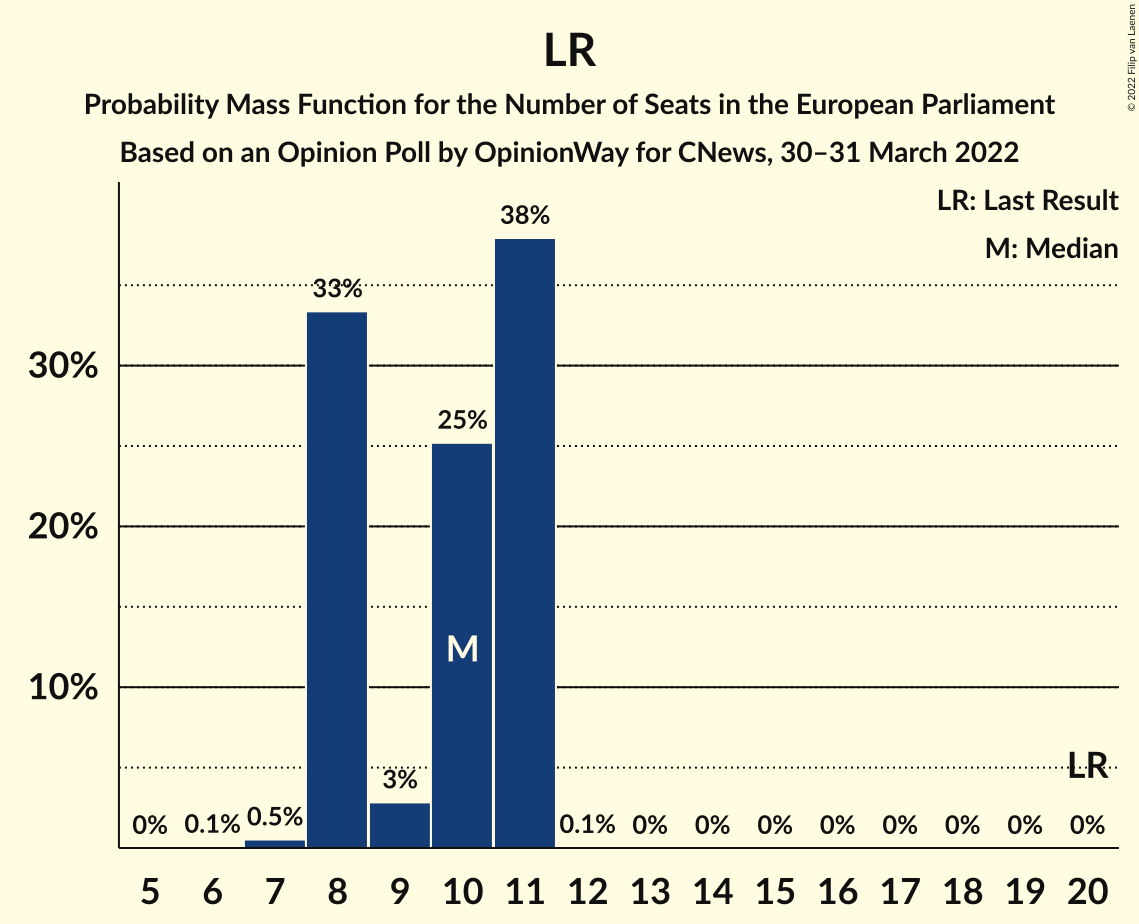 LR
Probability Mass Function for the Number of Seats in the European Parliament
Based on an Opinion Poll by OpinionWay for CNews, 30–31 March 2022
© 2022 Filip van Laenen
LR: Last Result
M: Median
38%
33%
30%
25%
20%
M
10%
LR
3%
0% 0.1% 0.5% 0.1% 0% 0% 0% 0% 0% 0% 0% 0%
5 6 7 8 9 10 11 12 13 14 15 16 17 18 19 20